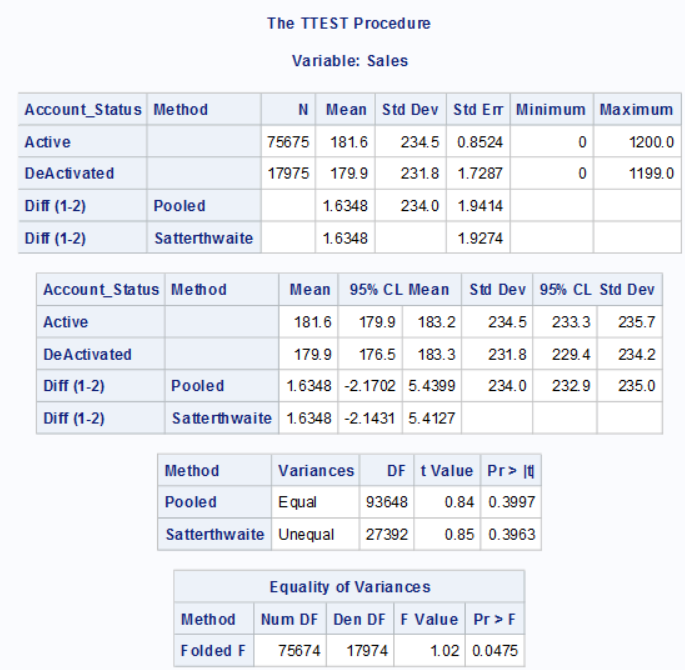 The TTEST Procedure
Variable: Sales
Account_Status Method N Mean Std Dev Std Err Minimum Maximum
Active 75675 181.6 234.5 0.8524 0 1200.0
DeActivated 17975 179.9 231.8 1.7287 0 1199.0
Diff (1-2) Pooled 1.6348 234.0 1.9414
Diff (1-2) Satterthwaite 1.6348 1.9274
Account_Status Method Mean 95% CL Mean Std Dev 95% CL Std Dev
Active 181.6 179.9 183.2 234.5 233.3 235.7
DeActivated 179.9 176.5 183.3 231.8 229.4 234.2
Diff (1-2) Pooled 1.6348 -2.1702 5.4399 234.0 232.9 235.0
Diff (1-2) Satterthwaite 1.6348 -2.1431 5.4127
Method Variances DF t Value Pr > |t|
Pooled Equal 93648 0.84 0.3997
Satterthwaite Unequal 27392 0.85 0.3963
Equality of Variances
Method Num DF Den DF F Value Pr > F
Folded F 75674 17974 1.02 0.0475